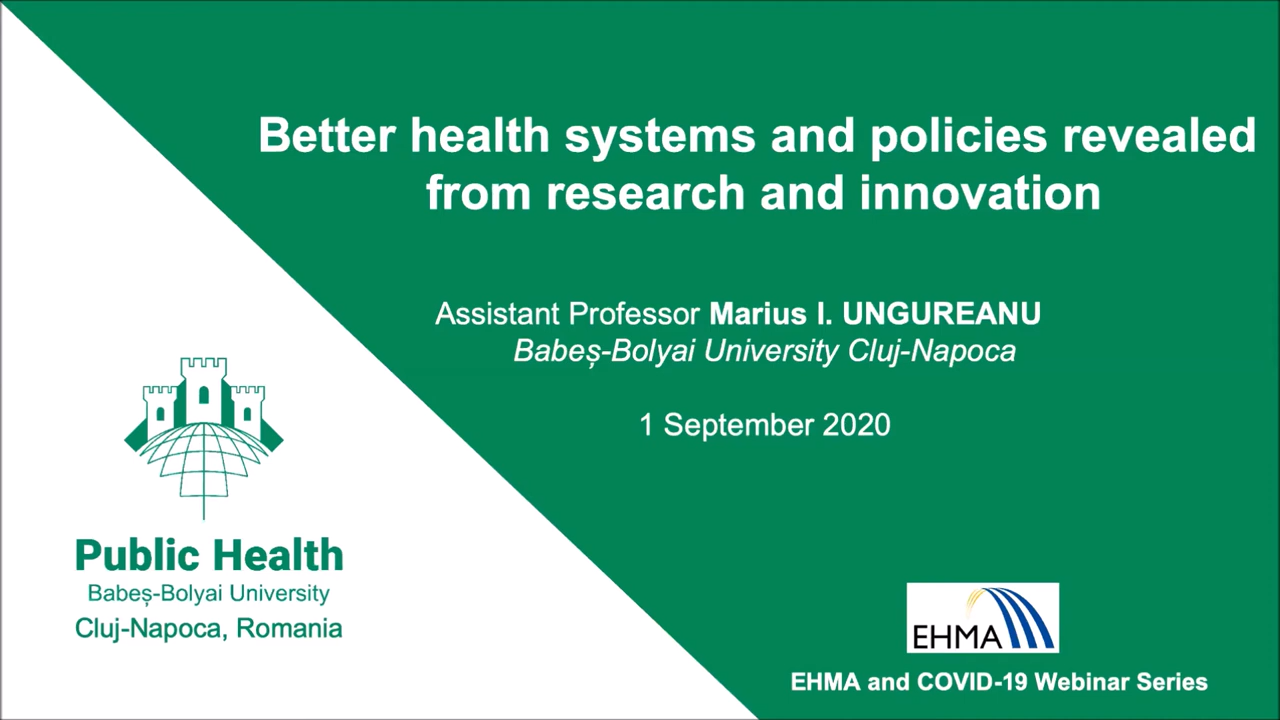 Better health systems and policies revealed
from research and innovation
Assistant Professor Marius I. UNGUREANU
Babeș-Bolyai University Cluj-Napoca
1 September 2020
Public Health
Babeș-Bolyai University
Cluj-Napoca, Romania
EHMA
EHMA and COVID-19 Webinar Series